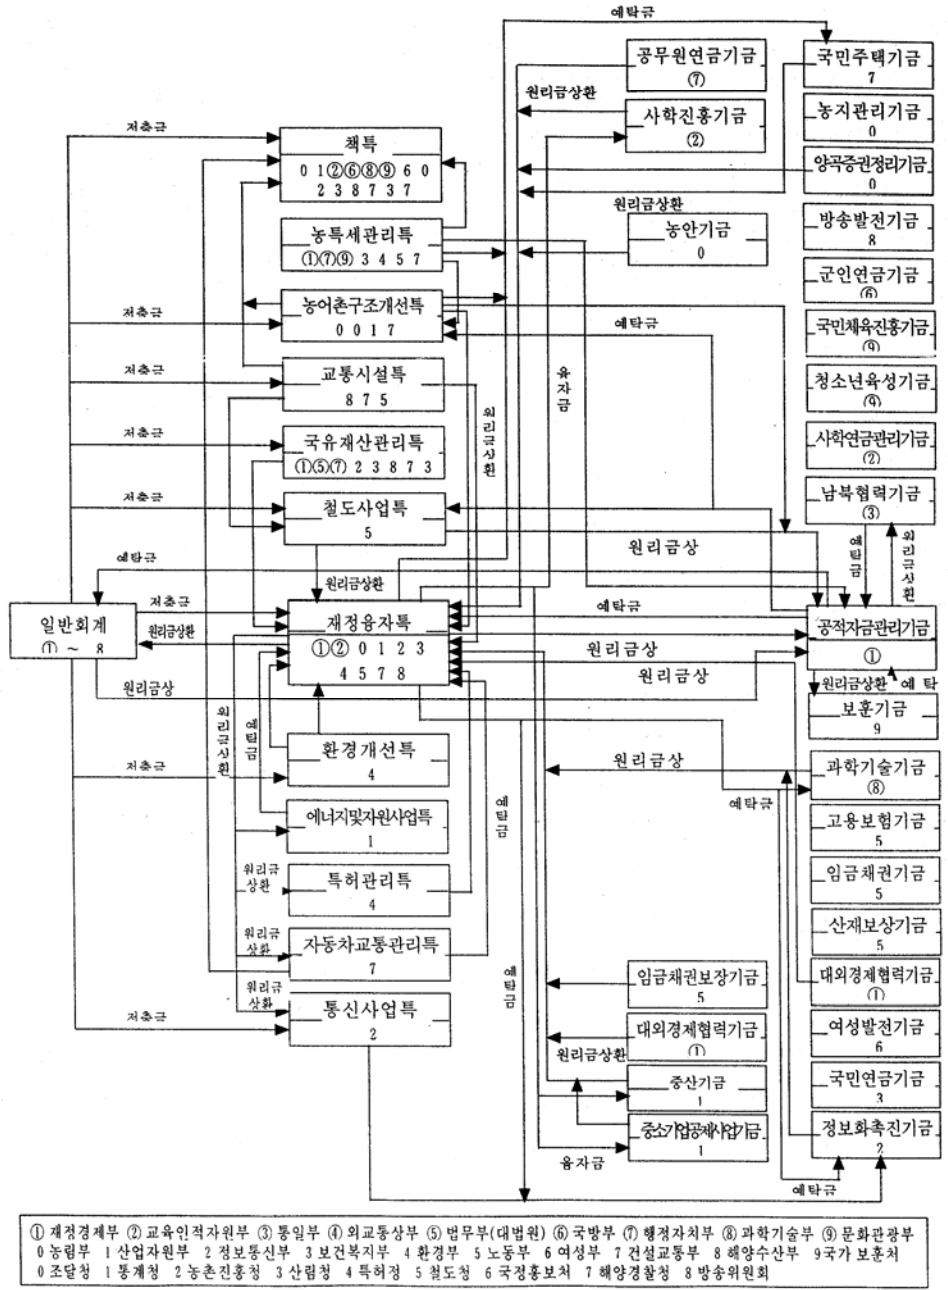 예탁금
공무원연금기금
⑦
국민주택기금
7
원리금상환
사학진흥기금
②
농지관리기금
0
저축금
책특
0 1②⑥⑧⑨ 6 0
2 3 8 7 3 7
양곡증권정리기금
0
원리금상환
농특세관리특
①⑦⑨ 3 4 5 7
농안기금
0
방송발전기금
8
군인연금기금
⑥
저축금
농어촌구조개선특
0 0 1 7
예탁금
국민체육진흥기금
⑨
저축금
교통시설특
8 7 5
융자금
청소년육성기금
⑨
원리금상환
저축금
국유재산관리특
①⑤⑦ 2 3 8 7 3
사학연금관리기금
②
저축금
철도사업특
5
남북협력기금
③
원리금상
예탁금
원리금상환
예탁금
원리금상환
일반회계
① ~ 8
저축금
원리금상환
재정융자특
①② 0 1 2 3
4 5 7 8
예탁금
원리금상
원리금상
공적자금관리기금
①
원리금상
원리금상환
예탁금
원리금상환
예 탁
보훈기금
9
저축금
환경개선특
4
원리금상
과학기술기금
⑧
예탁금
예탁금
에너지및자원사업특
1
고용보험기금
5
원리금
상환
특허관리특
4
임금채권기금
5
원리금
상환
자동차교통관리특
7
산재보상기금
5
예탁금
임금채권보장기금
5
대외경제협력기금
①
원리금
상환
저축금
통신사업특
2
대외경제협력기금
①
여성발전기금
6
원리금상환
중산기금
1
국민연금기금
3
중소기업공제사업기금
1
정보화촉진기금
2
융자금
예탁금
① 재정경제부 ② 교육인적자원부 ③ 통일부 ④ 외교통상부 ⑤ 법무부(대법원) ⑥ 국방부 ⑦ 행정자치부 ⑧ 과학기술부 ⑨ 문화관광부
0 농림부 1 산업자원부 2 정보통신부 3 보건복지부 4 환경부 5 노동부 6 여성부 7 건설교통부 8 해양수산부 9국가 보훈처
0 조달청 1 통계청 2 농촌진흥청 3 산림청 4 특허정 5 철도청 6 국정홍보처 7 해양경찰청 8 방송위원회